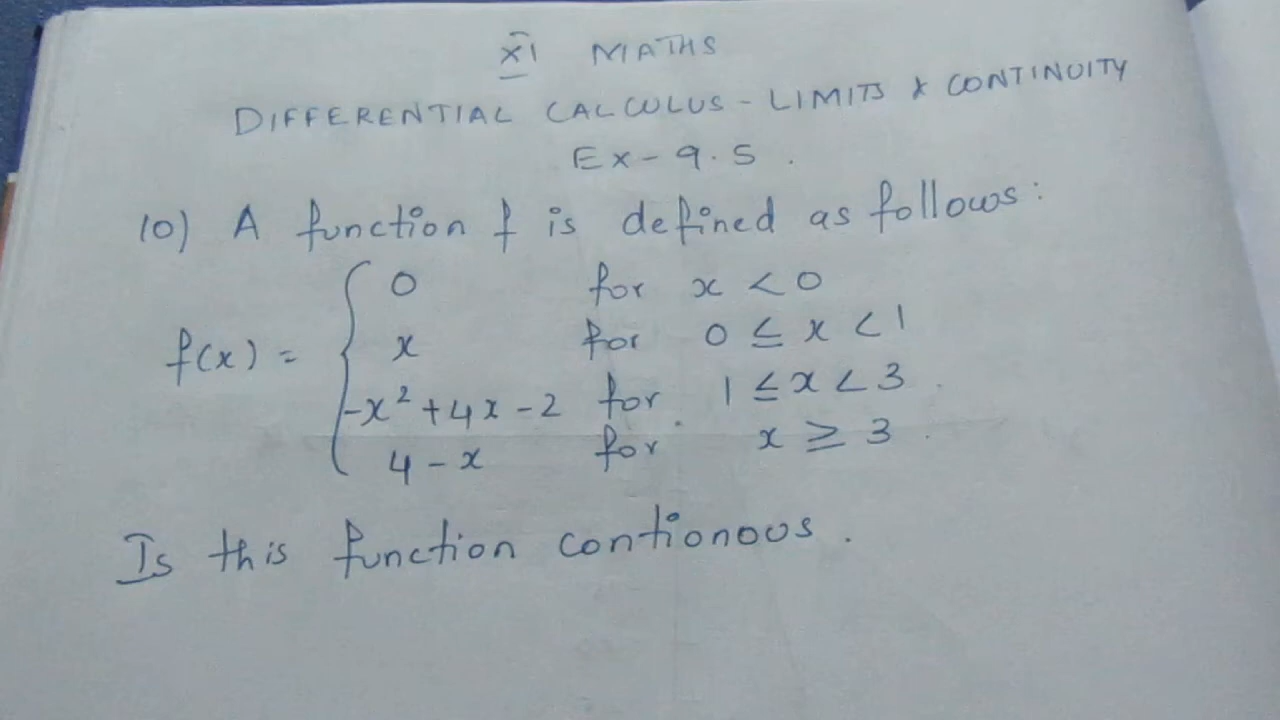 XI MATHS
DIFFERENTIAL CALCULUS - LIMITS & CONTINUITY
Ex - 9.5.
10) A function f is defined as follows:
f(x) = { 0 for x < 0
x for 0 ≤ x < 1
-x² + 4x - 2 for 1 ≤ x < 3.
4 - x for x ≥ 3.
Is this function contionous.